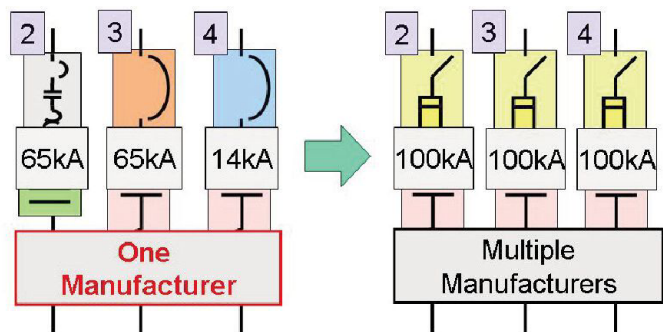 2 3 4 2 3 4
65kA 65kA 14kA 100kA 100kA 100kA
One
Manufacturer
Multiple
Manufacturers